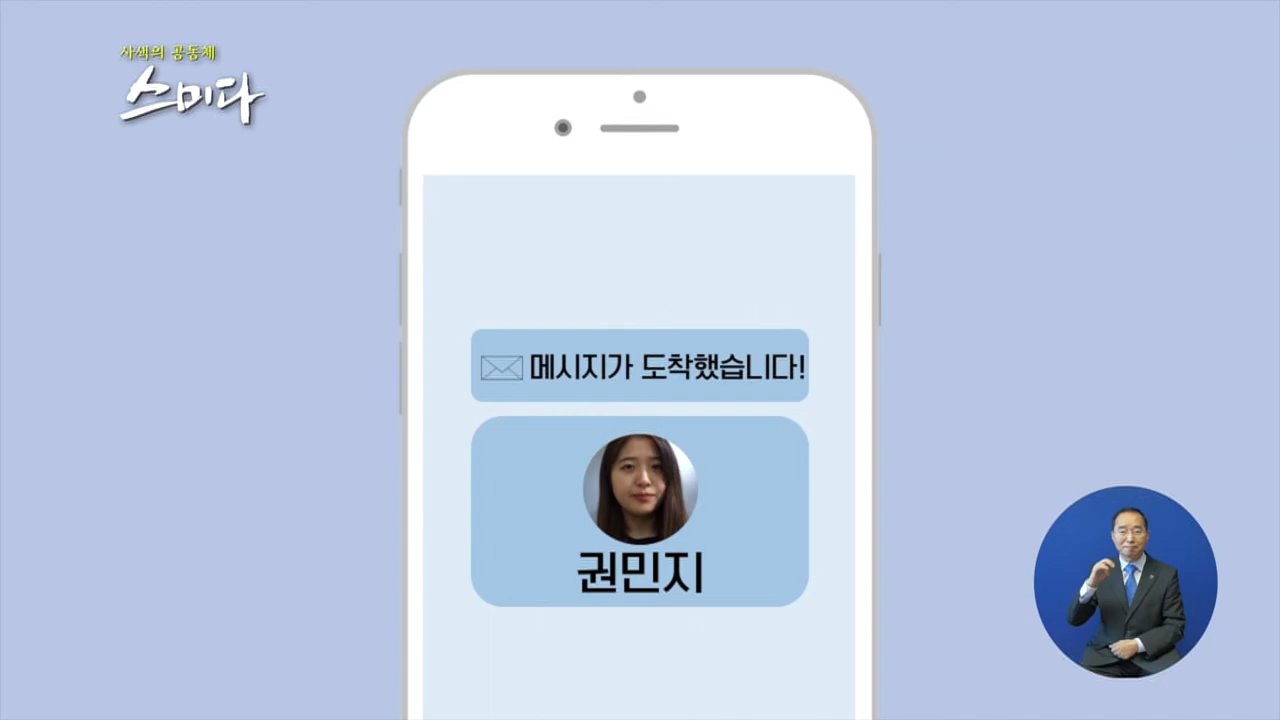 사색의 공동체
스미다
메시지가 도착했습니다!
권민지